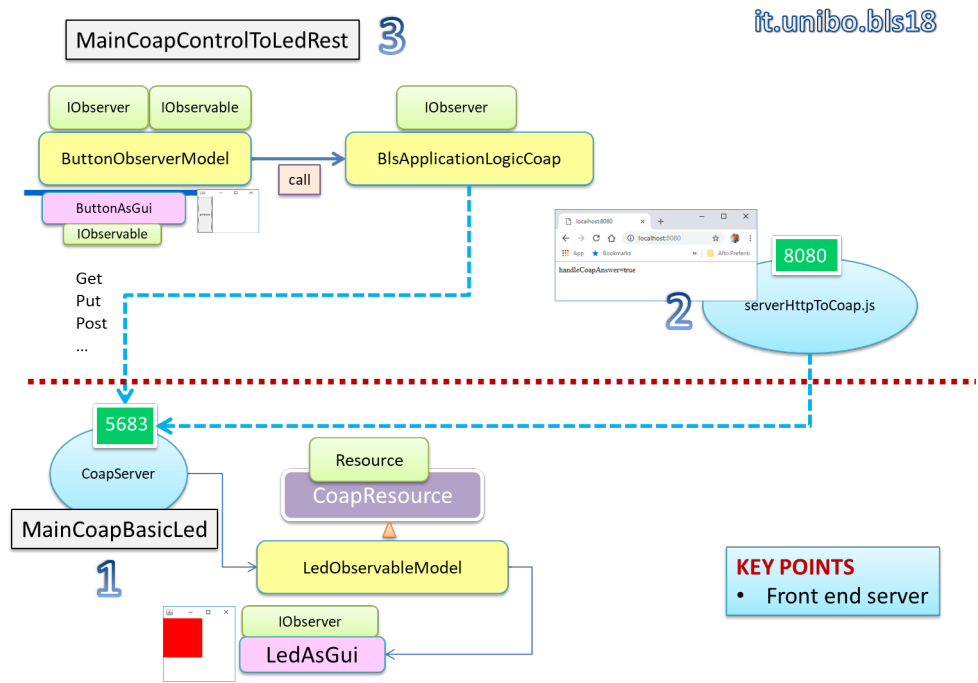 it.unibo.bls18
MainCoapControlToLedRest
3
IObserver
IObservable
IObserver
ButtonObserverModel
call
BlsApplicationLogicCoap
ButtonAsGui
IObservable
localhost:8080
localhost:8080
App
Bookmarks
»
Altri Preferiti
handleCoapAnswer=true
8080
serverHttpToCoap.js
2
Get
Put
Post
...
5683
CoapServer
MainCoapBasicLed
1
Resource
CoapResource
LedObservableModel
IObserver
LedAsGui
KEY POINTS
• Front end server